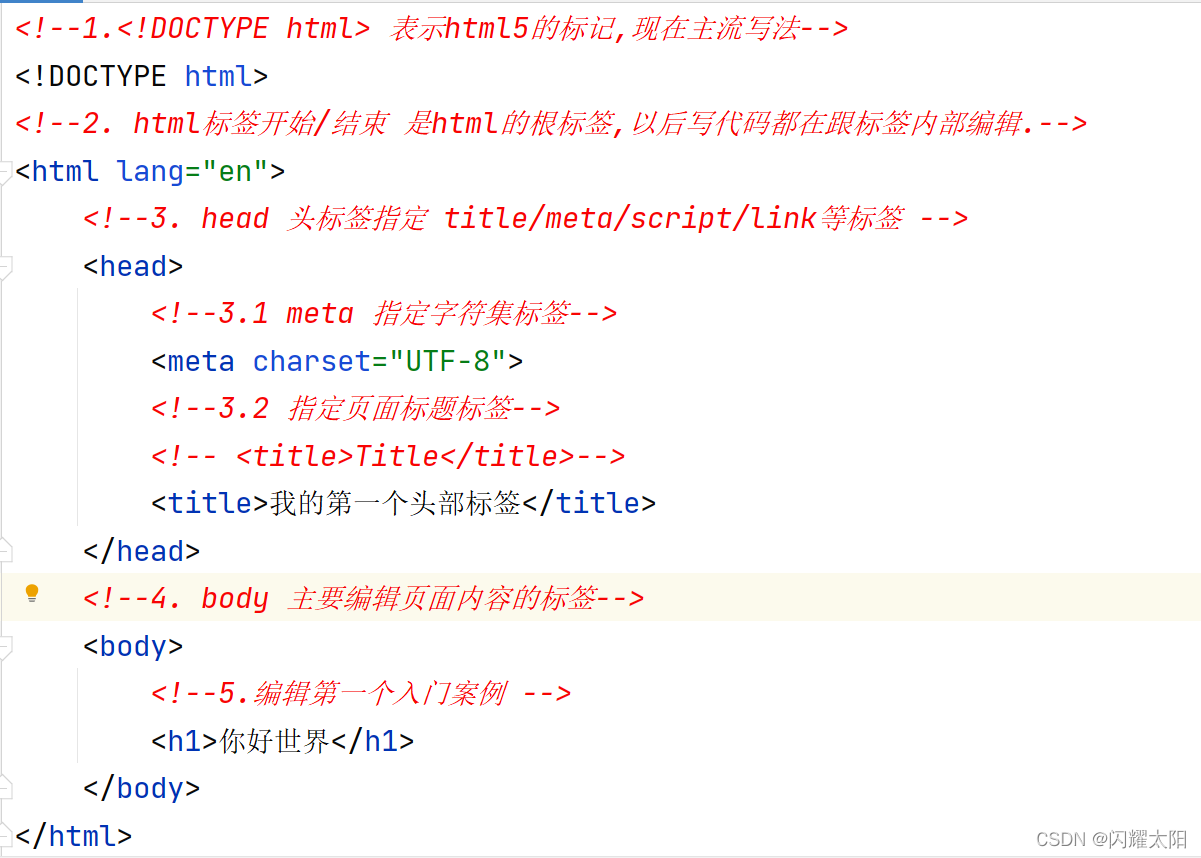 <!--1.<!DOCTYPE html> 表示html5的标记,现在主流写法-->
<!DOCTYPE html>
<!--2. html标签开始/结束 是html的根标签,以后写代码都在跟标签内部编辑.-->
<html lang="en">
<!--3. head 头标签指定 title/meta/script/link等标签 -->
<head>
<!--3.1 meta 指定字符集标签-->
<meta charset="UTF-8">
<!--3.2 指定页面标题标签-->
<!-- <title>Title</title>-->
<title>我的第一个头部标签</title>
</head>
<!--4. body 主要编辑页面内容的标签-->
<body>
<!--5.编辑第一个入门案例 -->
<h1>你好世界</h1>
</body>
</html>
CSDN @闪耀太阳